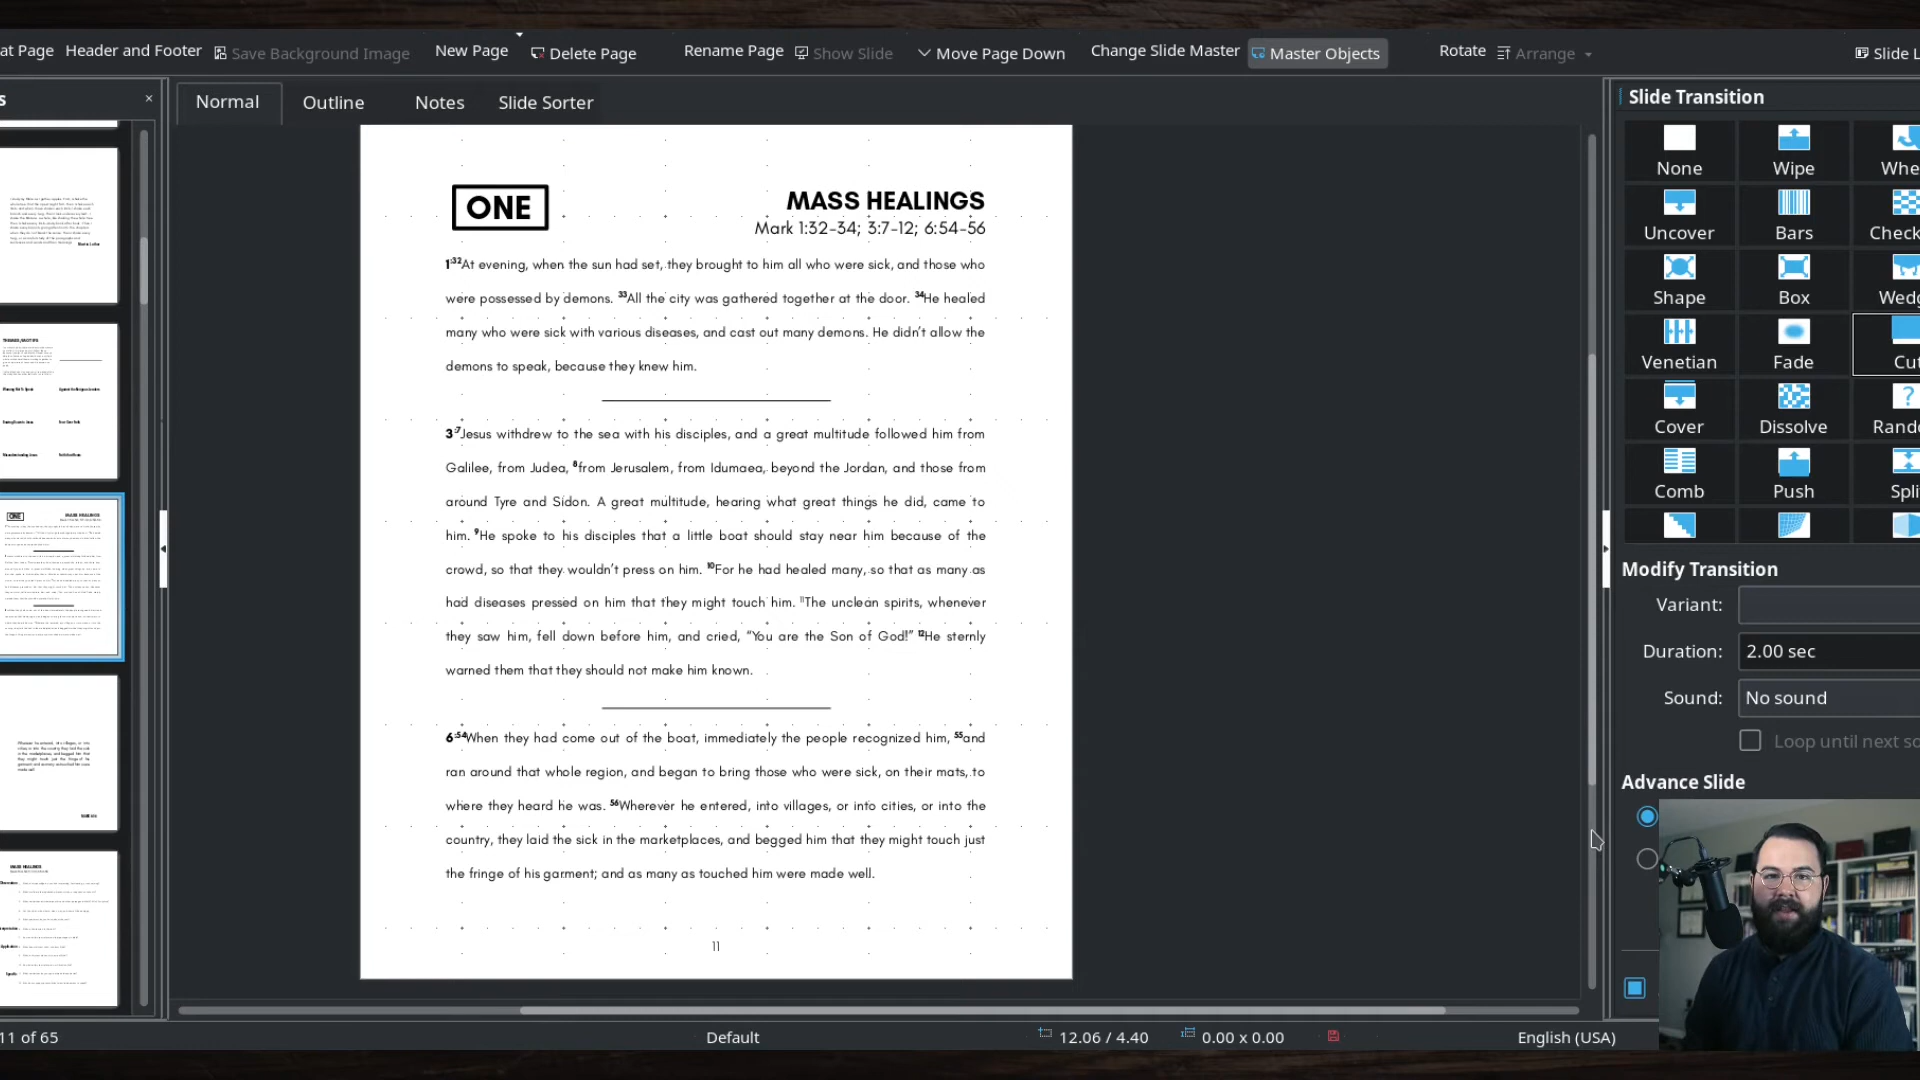 at Page Header and Footer Save Background Image New Page Delete Page Rename Page Show Slide Move Page Down Change Slide Master Master Objects Rotate Arrange Slide L
s
Normal Outline Notes Slide Sorter
ONE
MASS HEALINGS
Mark 1:32-34; 3:7-12; 6:54-56
1:32At evening, when the sun had set, they brought to him all who were sick, and those who
were possessed by demons. 33All the city was gathered together at the door. 34He healed
many who were sick with various diseases, and cast out many demons. He didn’t allow the
demons to speak, because they knew him.
3:7Jesus withdrew to the sea with his disciples, and a great multitude followed him from
Galilee, from Judea, 8from Jerusalem, from Idumaea, beyond the Jordan, and those from
around Tyre and Sidon. A great multitude, hearing what great things he did, came to
him. 9He spoke to his disciples that a little boat should stay near him because of the
crowd, so that they wouldn’t press on him. 10For he had healed many, so that as many as
had diseases pressed on him that they might touch him. 11The unclean spirits, whenever
they saw him, fell down before him, and cried, “You are the Son of God!” 12He sternly
warned them that they should not make him known.
6:54When they had come out of the boat, immediately the people recognized him, 55and
ran around that whole region, and began to bring those who were sick, on their mats, to
where they heard he was. 56Wherever he entered, into villages, or into cities, or into the
country, they laid the sick in the marketplaces, and begged him that they might touch just
the fringe of his garment; and as many as touched him were made well.
11
Slide Transition
None Wipe Whe
Uncover Bars Check
Shape Box Wedg
Venetian Fade Cut
Cover Dissolve Rando
Comb Push Spli
Modify Transition
Variant:
Duration: 2.00 sec
Sound: No sound
Loop until next so
Advance Slide
11 of 65 Default 12.06 / 4.40 0.00 x 0.00 English (USA)